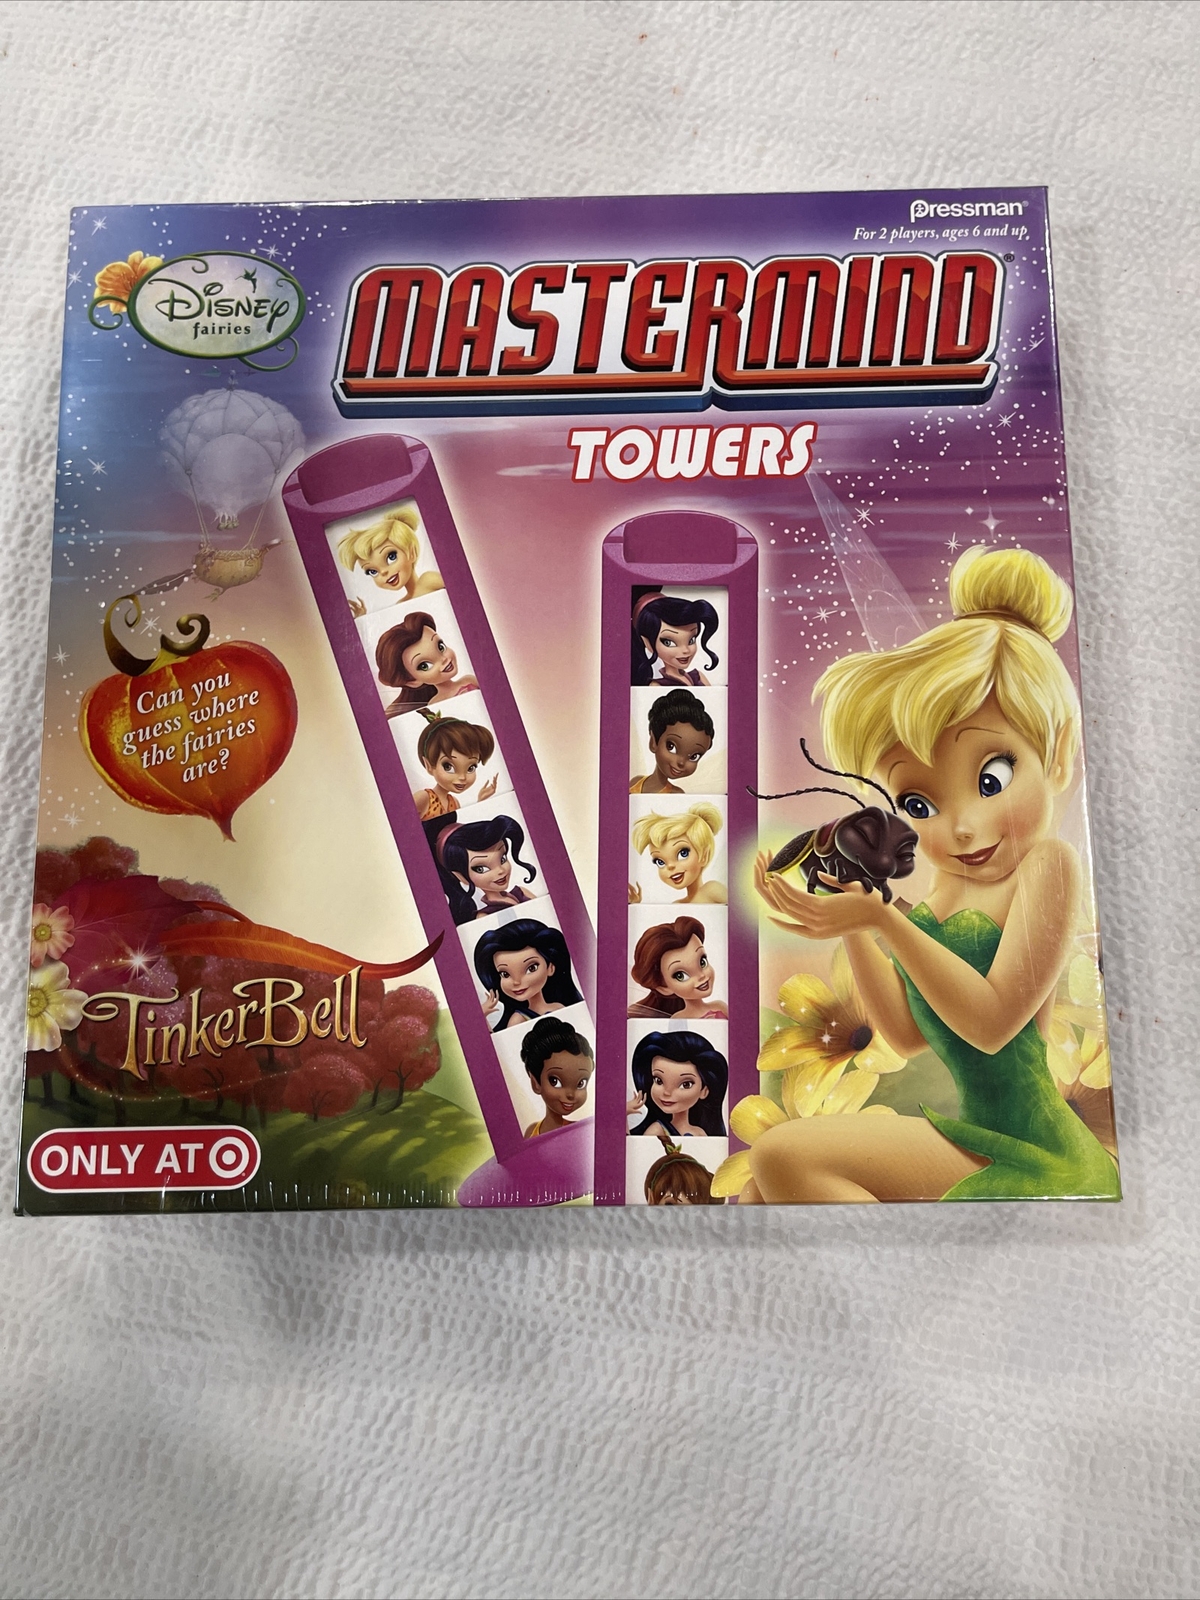 Pressman®
For 2 players, ages 6 and up
Disney
fairies
MASTERMIND®
TOWERS
Can you
guess where
the fairies
are?
TinkerBell
ONLY AT